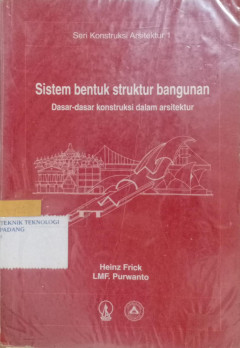 Seri Konstruksi Arsitektur 1
Sistem bentuk struktur bangunan
Dasar-dasar konstruksi dalam arsitektur
TEKNIK TEKNOLOGI
PADANG
Heinz Frick
LMF. Purwanto